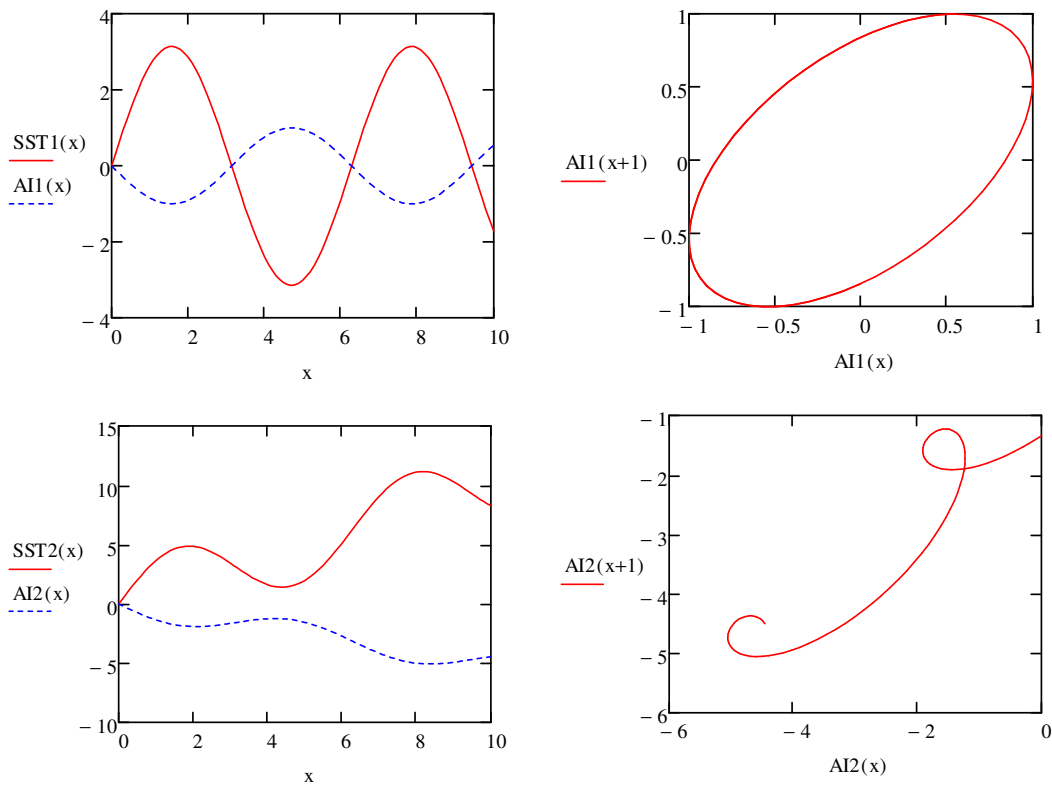 4
2
0
− 2
− 4
SST1(x)
AI1(x)
0 2 4 6 8 10
x
1
0.5
0
− 0.5
− 1
AI1(x+1)
− 1 − 0.5 0 0.5 1
AI1(x)
15
10
5
0
− 5
− 10
SST2(x)
AI2(x)
0 2 4 6 8 10
x
− 1
− 2
− 3
− 4
− 5
− 6
AI2(x+1)
− 6 − 4 − 2 0
AI2(x)